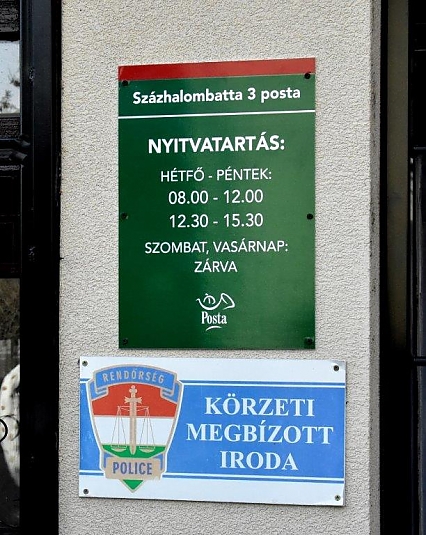 Százhalombatta 3 posta
NYITVATARTÁS:
HÉTFŐ - PÉNTEK:
08.00 - 12.00
12.30 - 15.30
SZOMBAT, VASÁRNAP:
ZÁRVA
Posta
RENDŐRSÉG
POLICE
KÖRZETI
MEGBÍZOTT
IRODA